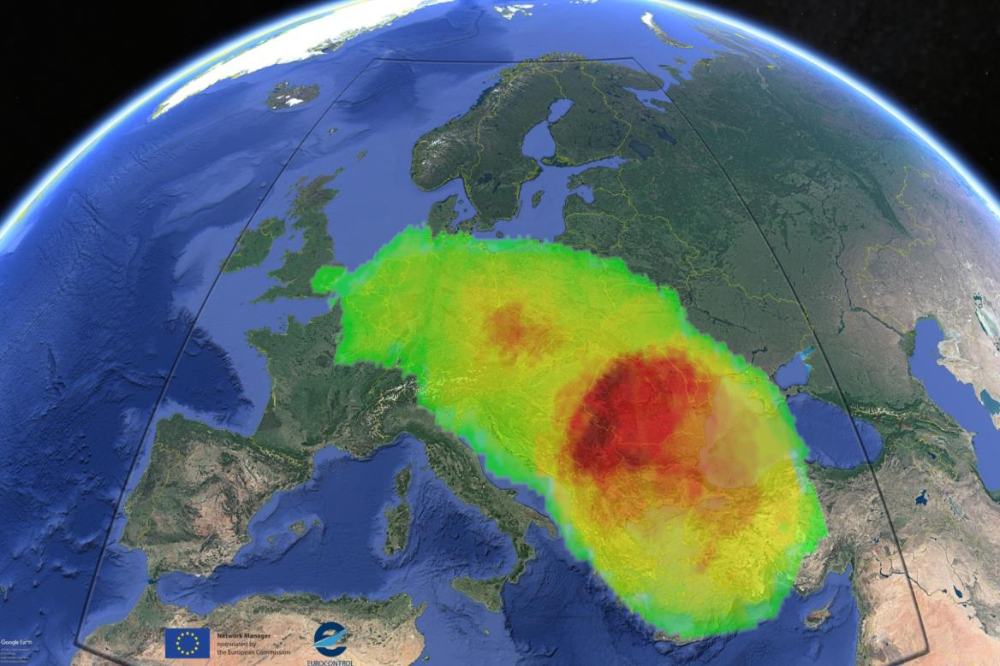 Google Earth
Network Manager
nominated by
the European Commission
EUROCONTROL